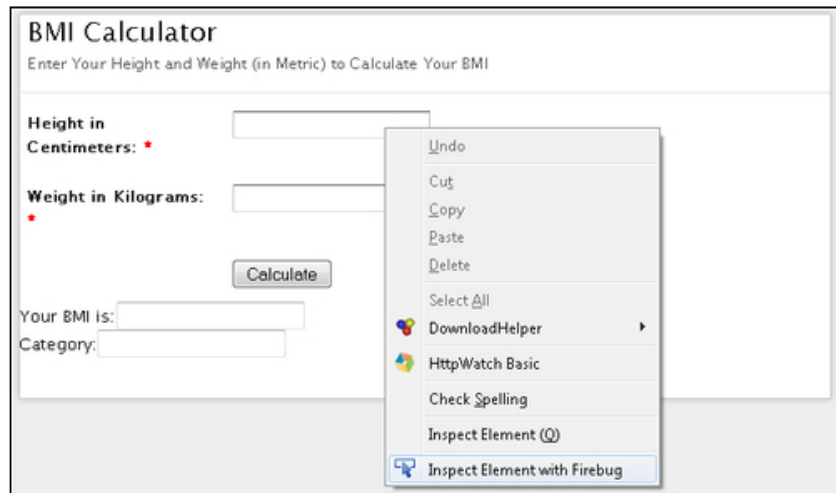 BMI Calculator
Enter Your Height and Weight (in Metric) to Calculate Your BMI
Height in
Centimeters: *
Weight in Kilograms:
*
Calculate
Your BMI is:
Category:
Undo
Cut
Copy
Paste
Delete
Select All
DownloadHelper
HttpWatch Basic
Check Spelling
Inspect Element (Q)
Inspect Element with Firebug